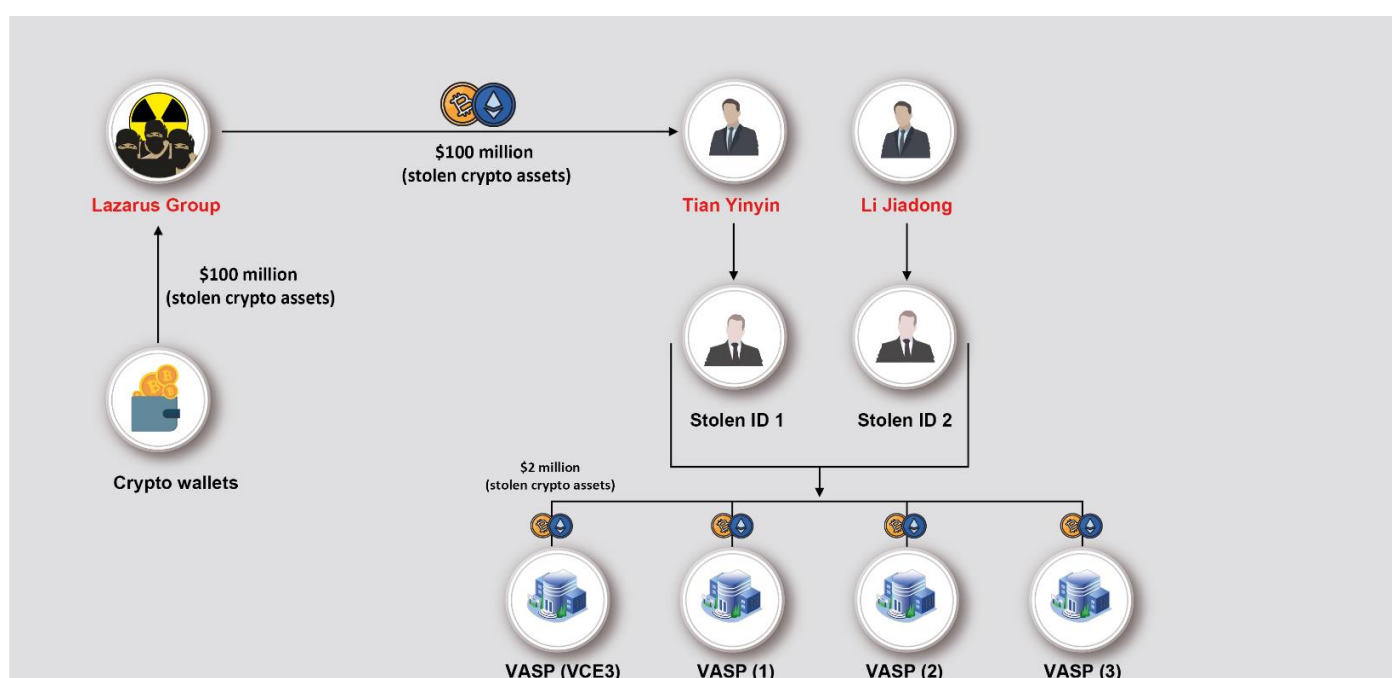 $100 million
(stolen crypto assets)
Lazarus Group
Tian Yinyin
Li Jiadong
$100 million
(stolen crypto assets)
Stolen ID 1
Stolen ID 2
Crypto wallets
$2 million
(stolen crypto assets)
VASP (VCE3)
VASP (1)
VASP (2)
VASP (3)